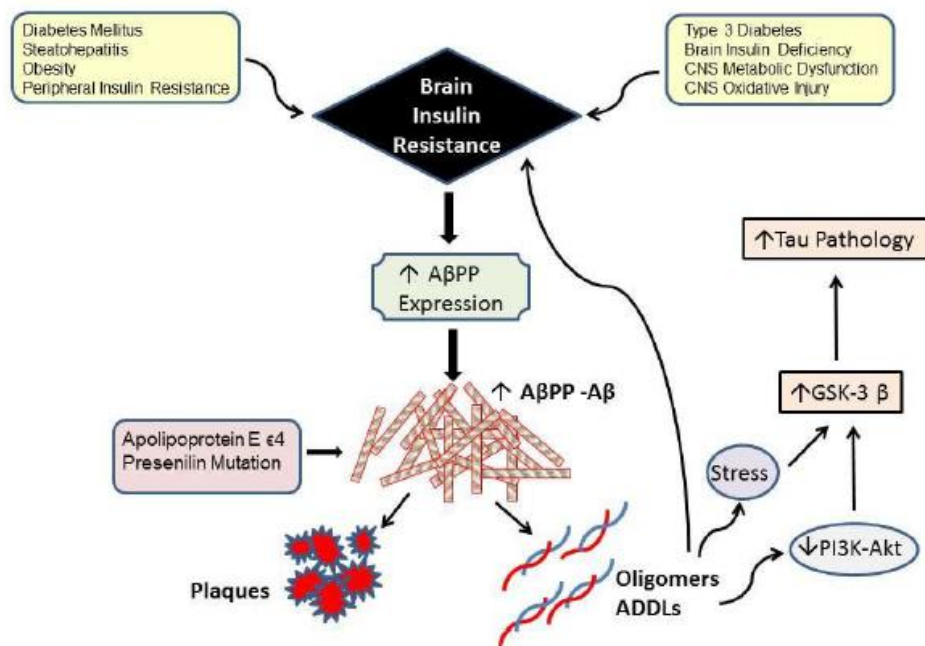 Diabetes Mellitus
Steatohepatitis
Obesity
Peripheral Insulin Resistance
Type 3 Diabetes
Brain Insulin Deficiency
CNS Metabolic Dysfunction
CNS Oxidative Injury
Brain
Insulin
Resistance
↑ AβPP
Expression
↑ AβPP -Aβ
Apolipoprotein E ϵ4
Presenilin Mutation
Plaques
Oligomers
ADDLs
Stress
↓PI3K-Akt
↑GSK-3 β
↑Tau Pathology